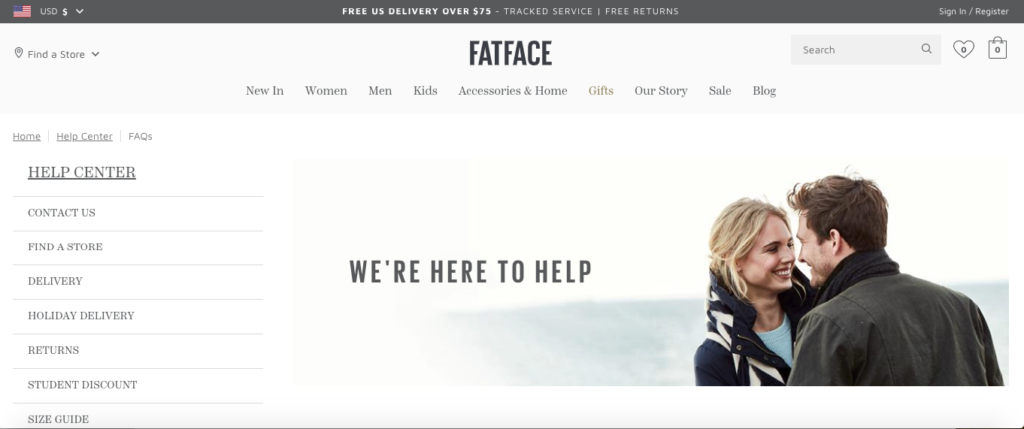 USD $
FREE US DELIVERY OVER $75 - TRACKED SERVICE | FREE RETURNS
Sign In / Register
Find a Store
FATFACE
Search
0
0
New In Women Men Kids Accessories & Home Gifts Our Story Sale Blog
Home | Help Center | FAQs
HELP CENTER
CONTACT US
FIND A STORE
DELIVERY
HOLIDAY DELIVERY
RETURNS
STUDENT DISCOUNT
SIZE GUIDE
WE'RE HERE TO HELP